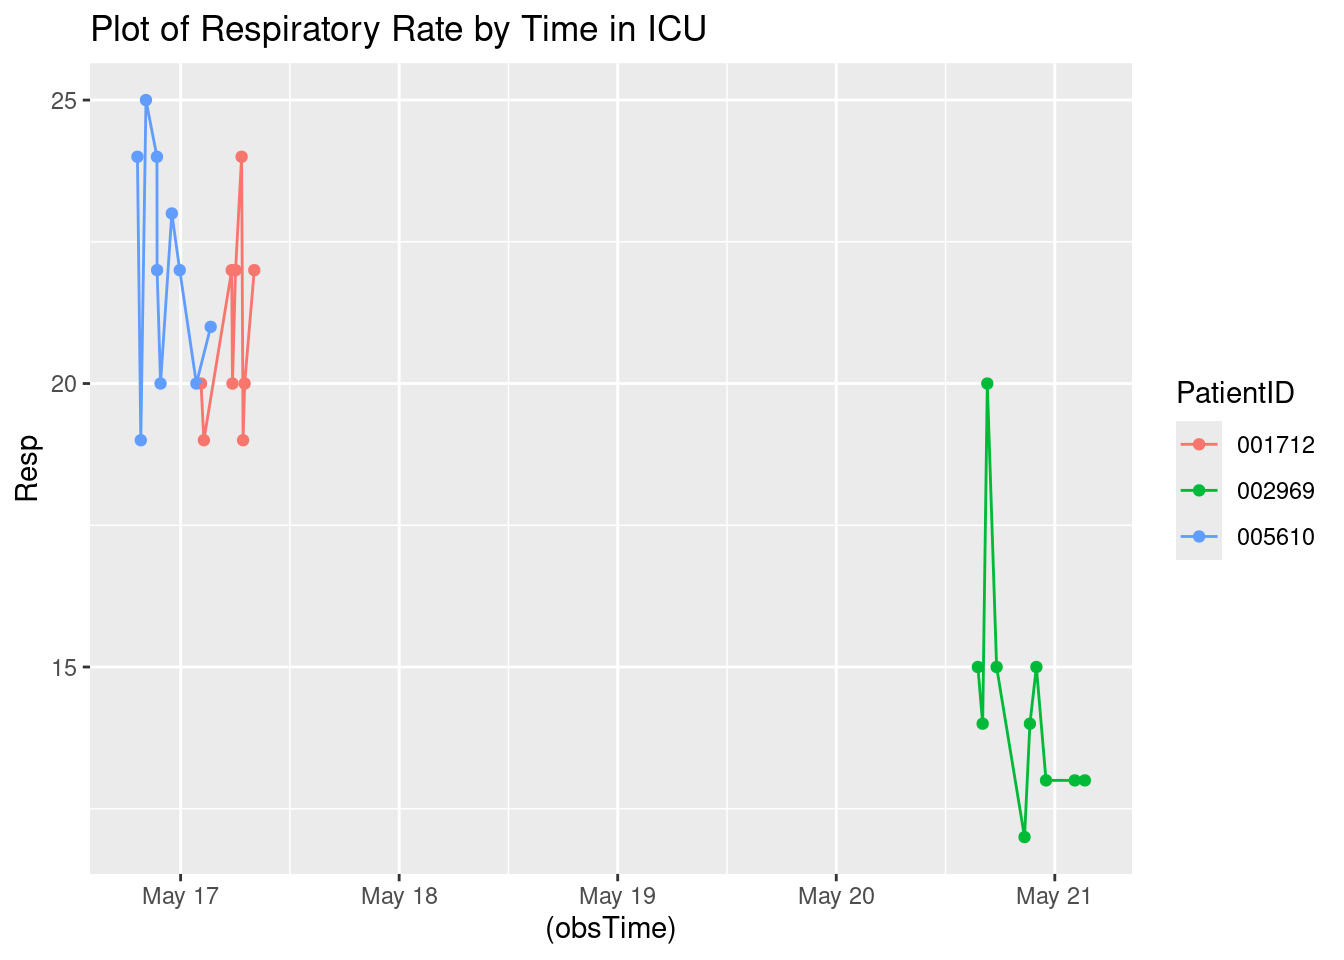 Plot of Respiratory Rate by Time in ICU
25
20
15
Resp
May 17
May 18
May 19
May 20
May 21
(obsTime)
PatientID
001712
002969
005610